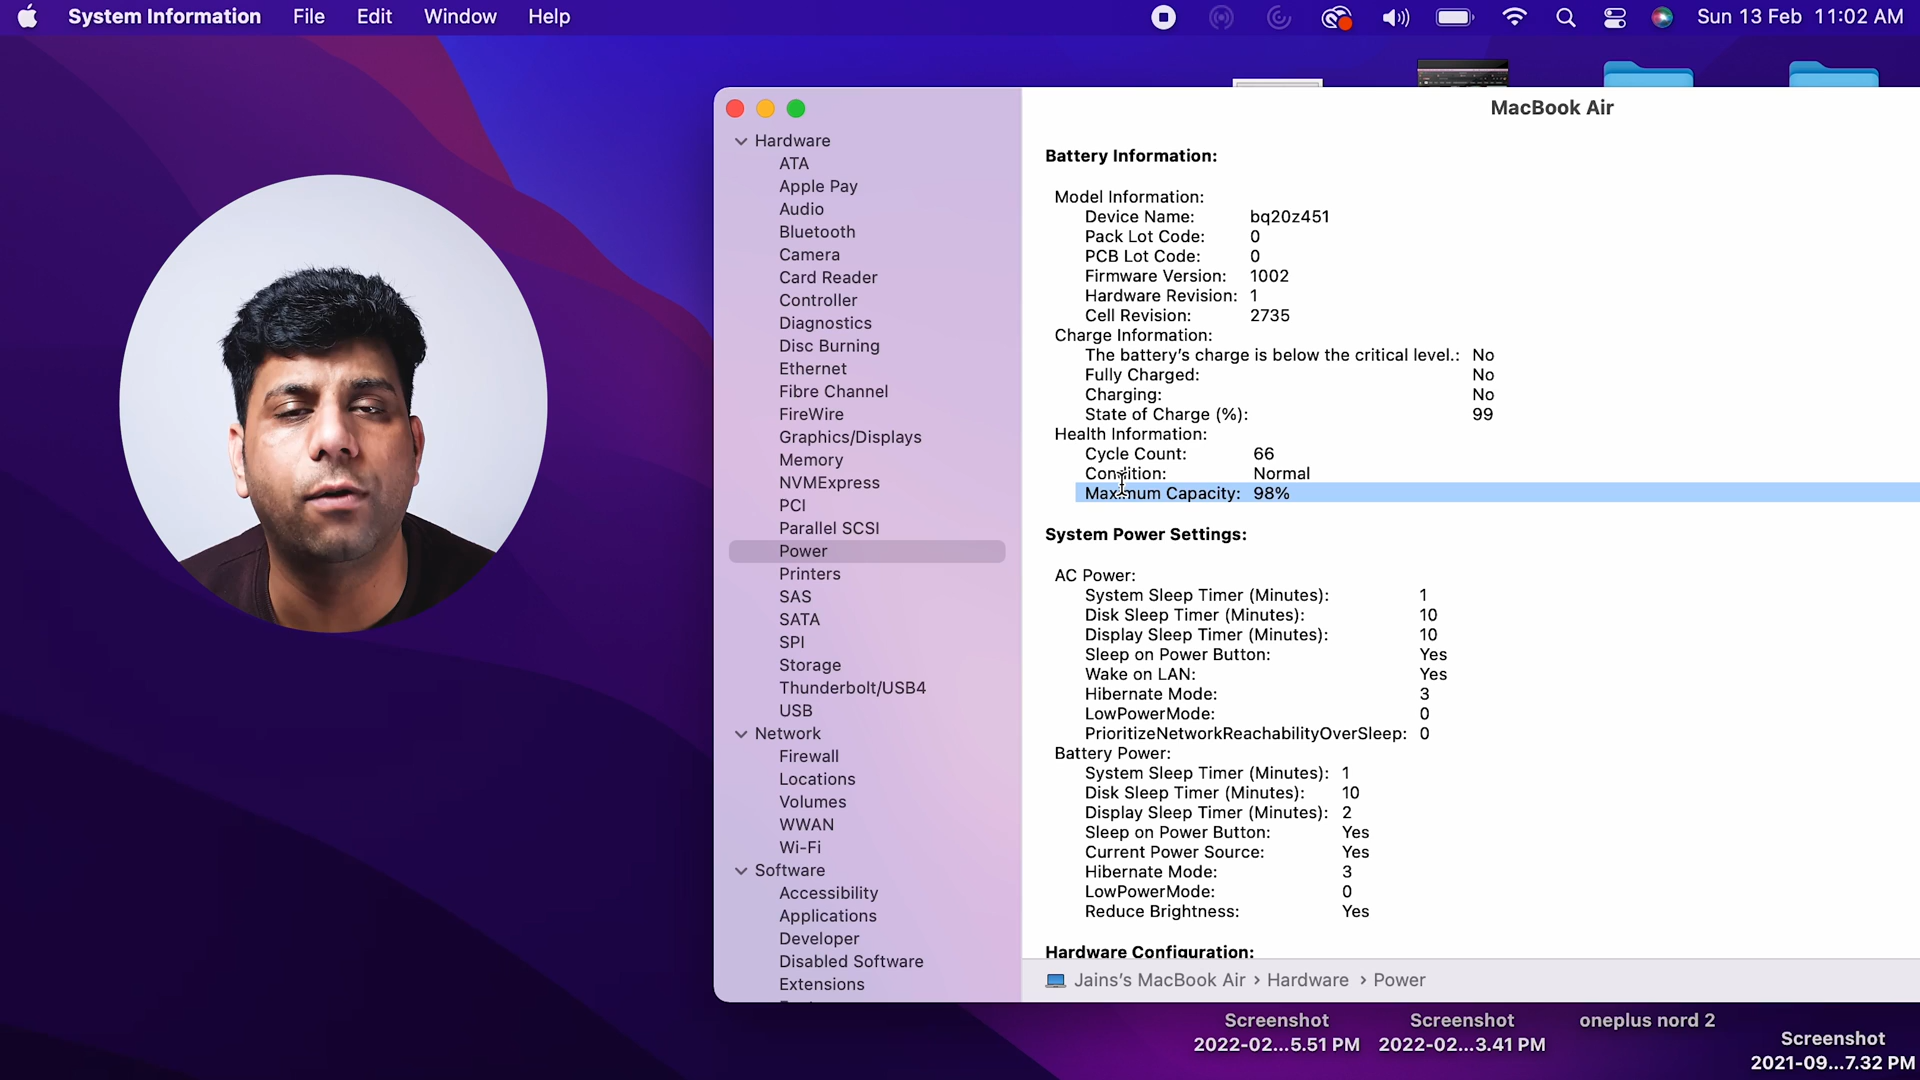 System Information File Edit Window Help Sun 13 Feb 11:02 AM
MacBook Air
Hardware
ATA
Apple Pay
Audio
Bluetooth
Camera
Card Reader
Controller
Diagnostics
Disc Burning
Ethernet
Fibre Channel
FireWire
Graphics/Displays
Memory
NVMExpress
PCI
Parallel SCSI
Power
Printers
SAS
SATA
SPI
Storage
Thunderbolt/USB4
USB
Network
Firewall
Locations
Volumes
WWAN
Wi-Fi
Software
Accessibility
Applications
Developer
Disabled Software
Extensions
Battery Information:
Model Information:
Device Name: bq20z451
Pack Lot Code: 0
PCB Lot Code: 0
Firmware Version: 1002
Hardware Revision: 1
Cell Revision: 2735
Charge Information:
The battery's charge is below the critical level.: No
Fully Charged: No
Charging: No
State of Charge (%): 99
Health Information:
Cycle Count: 66
Condition: Normal
Maximum Capacity: 98%
System Power Settings:
AC Power:
System Sleep Timer (Minutes): 1
Disk Sleep Timer (Minutes): 10
Display Sleep Timer (Minutes): 10
Sleep on Power Button: Yes
Wake on LAN: Yes
Hibernate Mode: 3
LowPowerMode: 0
PrioritizeNetworkReachabilityOverSleep: 0
Battery Power:
System Sleep Timer (Minutes): 1
Disk Sleep Timer (Minutes): 10
Display Sleep Timer (Minutes): 2
Sleep on Power Button: Yes
Current Power Source: Yes
Hibernate Mode: 3
LowPowerMode: 0
Reduce Brightness: Yes
Hardware Configuration:
Jains's MacBook Air › Hardware › Power
Screenshot
2022-02...5.51 PM
Screenshot
2022-02...3.41 PM
oneplus nord 2
Screenshot
2021-09...7.32 PM